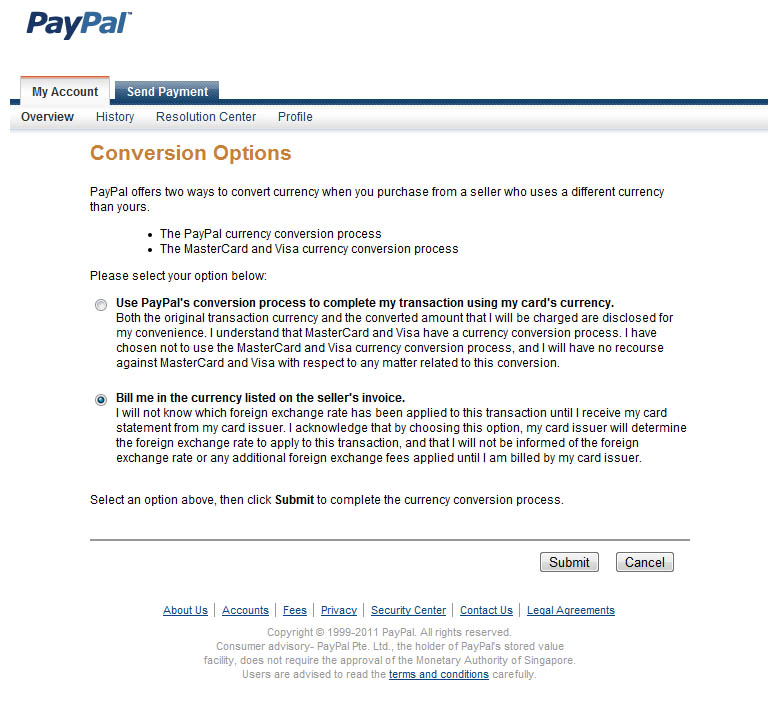 PayPal™
My Account Send Payment
Overview History Resolution Center Profile
Conversion Options
PayPal offers two ways to convert currency when you purchase from a seller who uses a different currency
than yours.
• The PayPal currency conversion process
• The MasterCard and Visa currency conversion process
Please select your option below:
Use PayPal's conversion process to complete my transaction using my card's currency.
Both the original transaction currency and the converted amount that I will be charged are disclosed for
my convenience. I understand that MasterCard and Visa have a currency conversion process. I have
chosen not to use the MasterCard and Visa currency conversion process, and I will have no recourse
against MasterCard and Visa with respect to any matter related to this conversion.
Bill me in the currency listed on the seller's invoice.
I will not know which foreign exchange rate has been applied to this transaction until I receive my card
statement from my card issuer. I acknowledge that by choosing this option, my card issuer will determine
the foreign exchange rate to apply to this transaction, and that I will not be informed of the foreign
exchange rate or any additional foreign exchange fees applied until I am billed by my card issuer.
Select an option above, then click Submit to complete the currency conversion process.
Submit Cancel
About Us | Accounts | Fees | Privacy | Security Center | Contact Us | Legal Agreements
Copyright © 1999-2011 PayPal. All rights reserved.
Consumer advisory- PayPal Pte. Ltd., the holder of PayPal's stored value
facility, does not require the approval of the Monetary Authority of Singapore.
Users are advised to read the terms and conditions carefully.